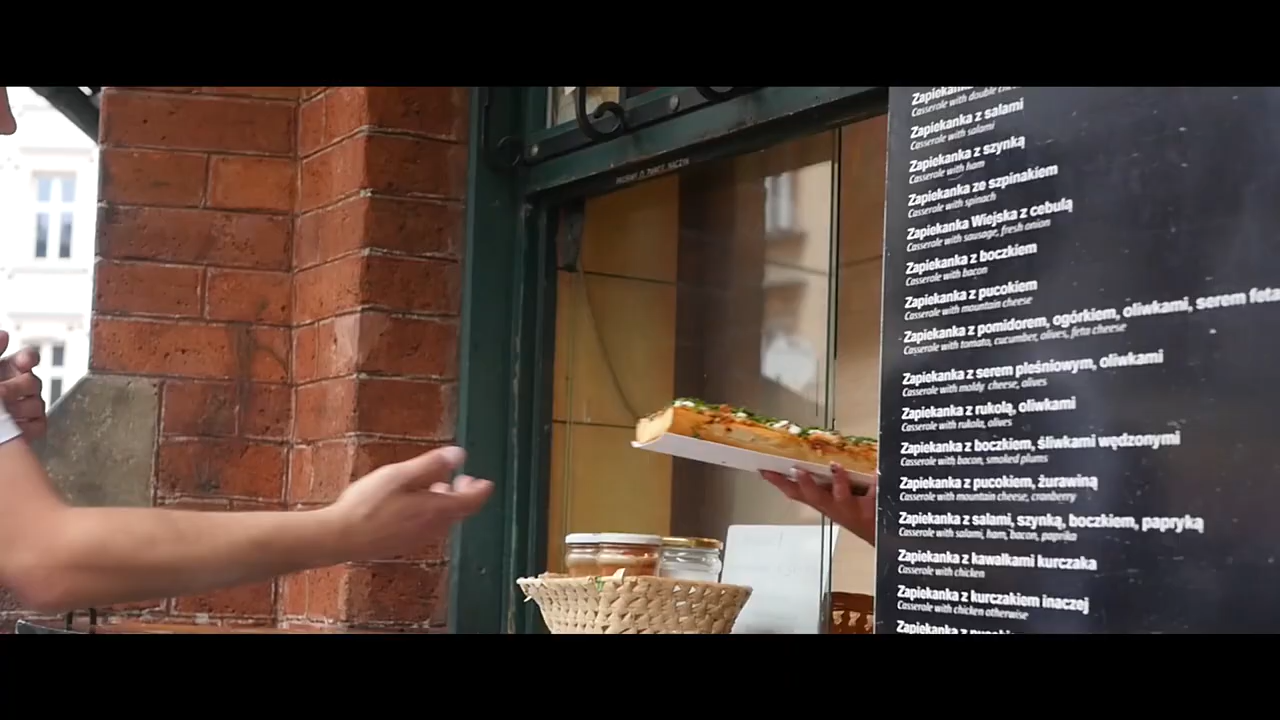 Zapiekanka z salami
Casserole with salami
Zapiekanka z szynką
Casserole with ham
Zapiekanka ze szpinakiem
Casserole with spinach
Zapiekanka Wiejska z cebulą
Casserole with sausage, fresh onion
Zapiekanka z boczkiem
Casserole with bacon
Zapiekanka z pucokiem
Casserole with mountain cheese
Zapiekanka z pomidorem, ogórkiem, oliwkami, serem feta
Casserole with tomato, cucumber, olives, feta cheese
Zapiekanka z serem pleśniowym, oliwkami
Casserole with moldy cheese, olives
Zapiekanka z rukolą, oliwkami
Casserole with rukola, olives
Zapiekanka z boczkiem, śliwkami wędzonymi
Casserole with bacon, smoked plums
Zapiekanka z pucokiem, żurawiną
Casserole with mountain cheese, cranberry
Zapiekanka z salami, szynką, boczkiem, papryką
Casserole with salami, ham, bacon, paprika
Zapiekanka z kawałkami kurczaka
Casserole with chicken
Zapiekanka z kurczakiem inaczej
Casserole with chicken otherwise